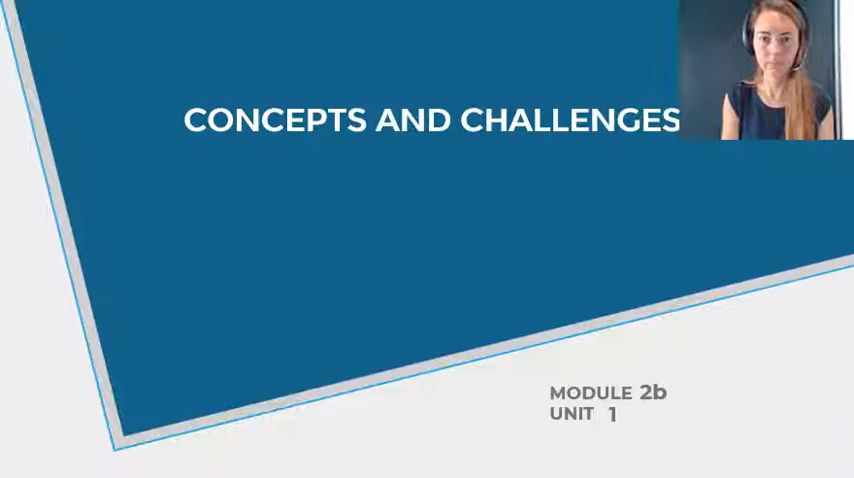 CONCEPTS AND CHALLENGES
MODULE 2b
UNIT 1